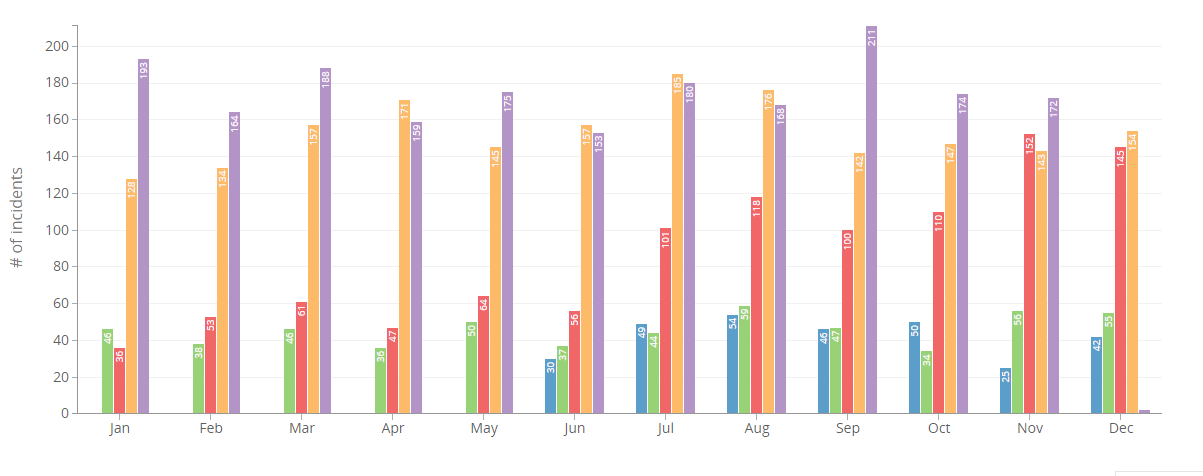 # of incidents
200
180
160
140
120
100
80
60
40
20
0
46 36 128 193
38 53 134 164
46 61 157 188
36 47 171 159
50 64 145 175
30 37 56 157 153
49 44 101 185 180
54 59 118 176 168
46 47 100 142 211
50 34 110 147 174
25 56 152 143 172
42 55 145 154
Jan Feb Mar Apr May Jun Jul Aug Sep Oct Nov Dec